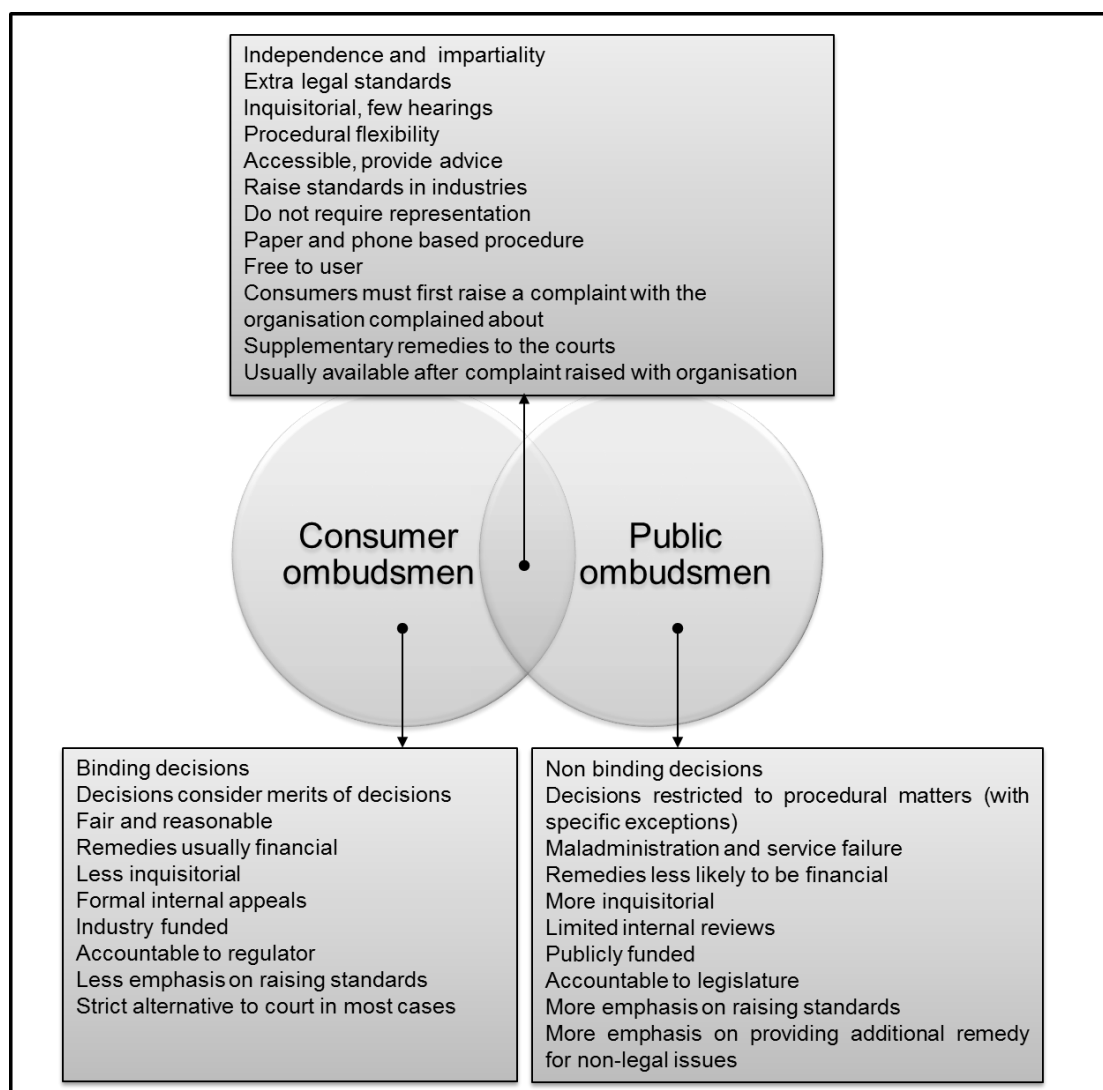 Independence and impartiality
Extra legal standards
Inquisitorial, few hearings
Procedural flexibility
Accessible, provide advice
Raise standards in industries
Do not require representation
Paper and phone based procedure
Free to user
Consumers must first raise a complaint with the
organisation complained about
Supplementary remedies to the courts
Usually available after complaint raised with organisation
Consumer
ombudsmen
Public
ombudsmen
Binding decisions
Decisions consider merits of decisions
Fair and reasonable
Remedies usually financial
Less inquisitorial
Formal internal appeals
Industry funded
Accountable to regulator
Less emphasis on raising standards
Strict alternative to court in most cases
Non binding decisions
Decisions restricted to procedural matters (with
specific exceptions)
Maladministration and service failure
Remedies less likely to be financial
More inquisitorial
Limited internal reviews
Publicly funded
Accountable to legislature
More emphasis on raising standards
More emphasis on providing additional remedy
for non-legal issues